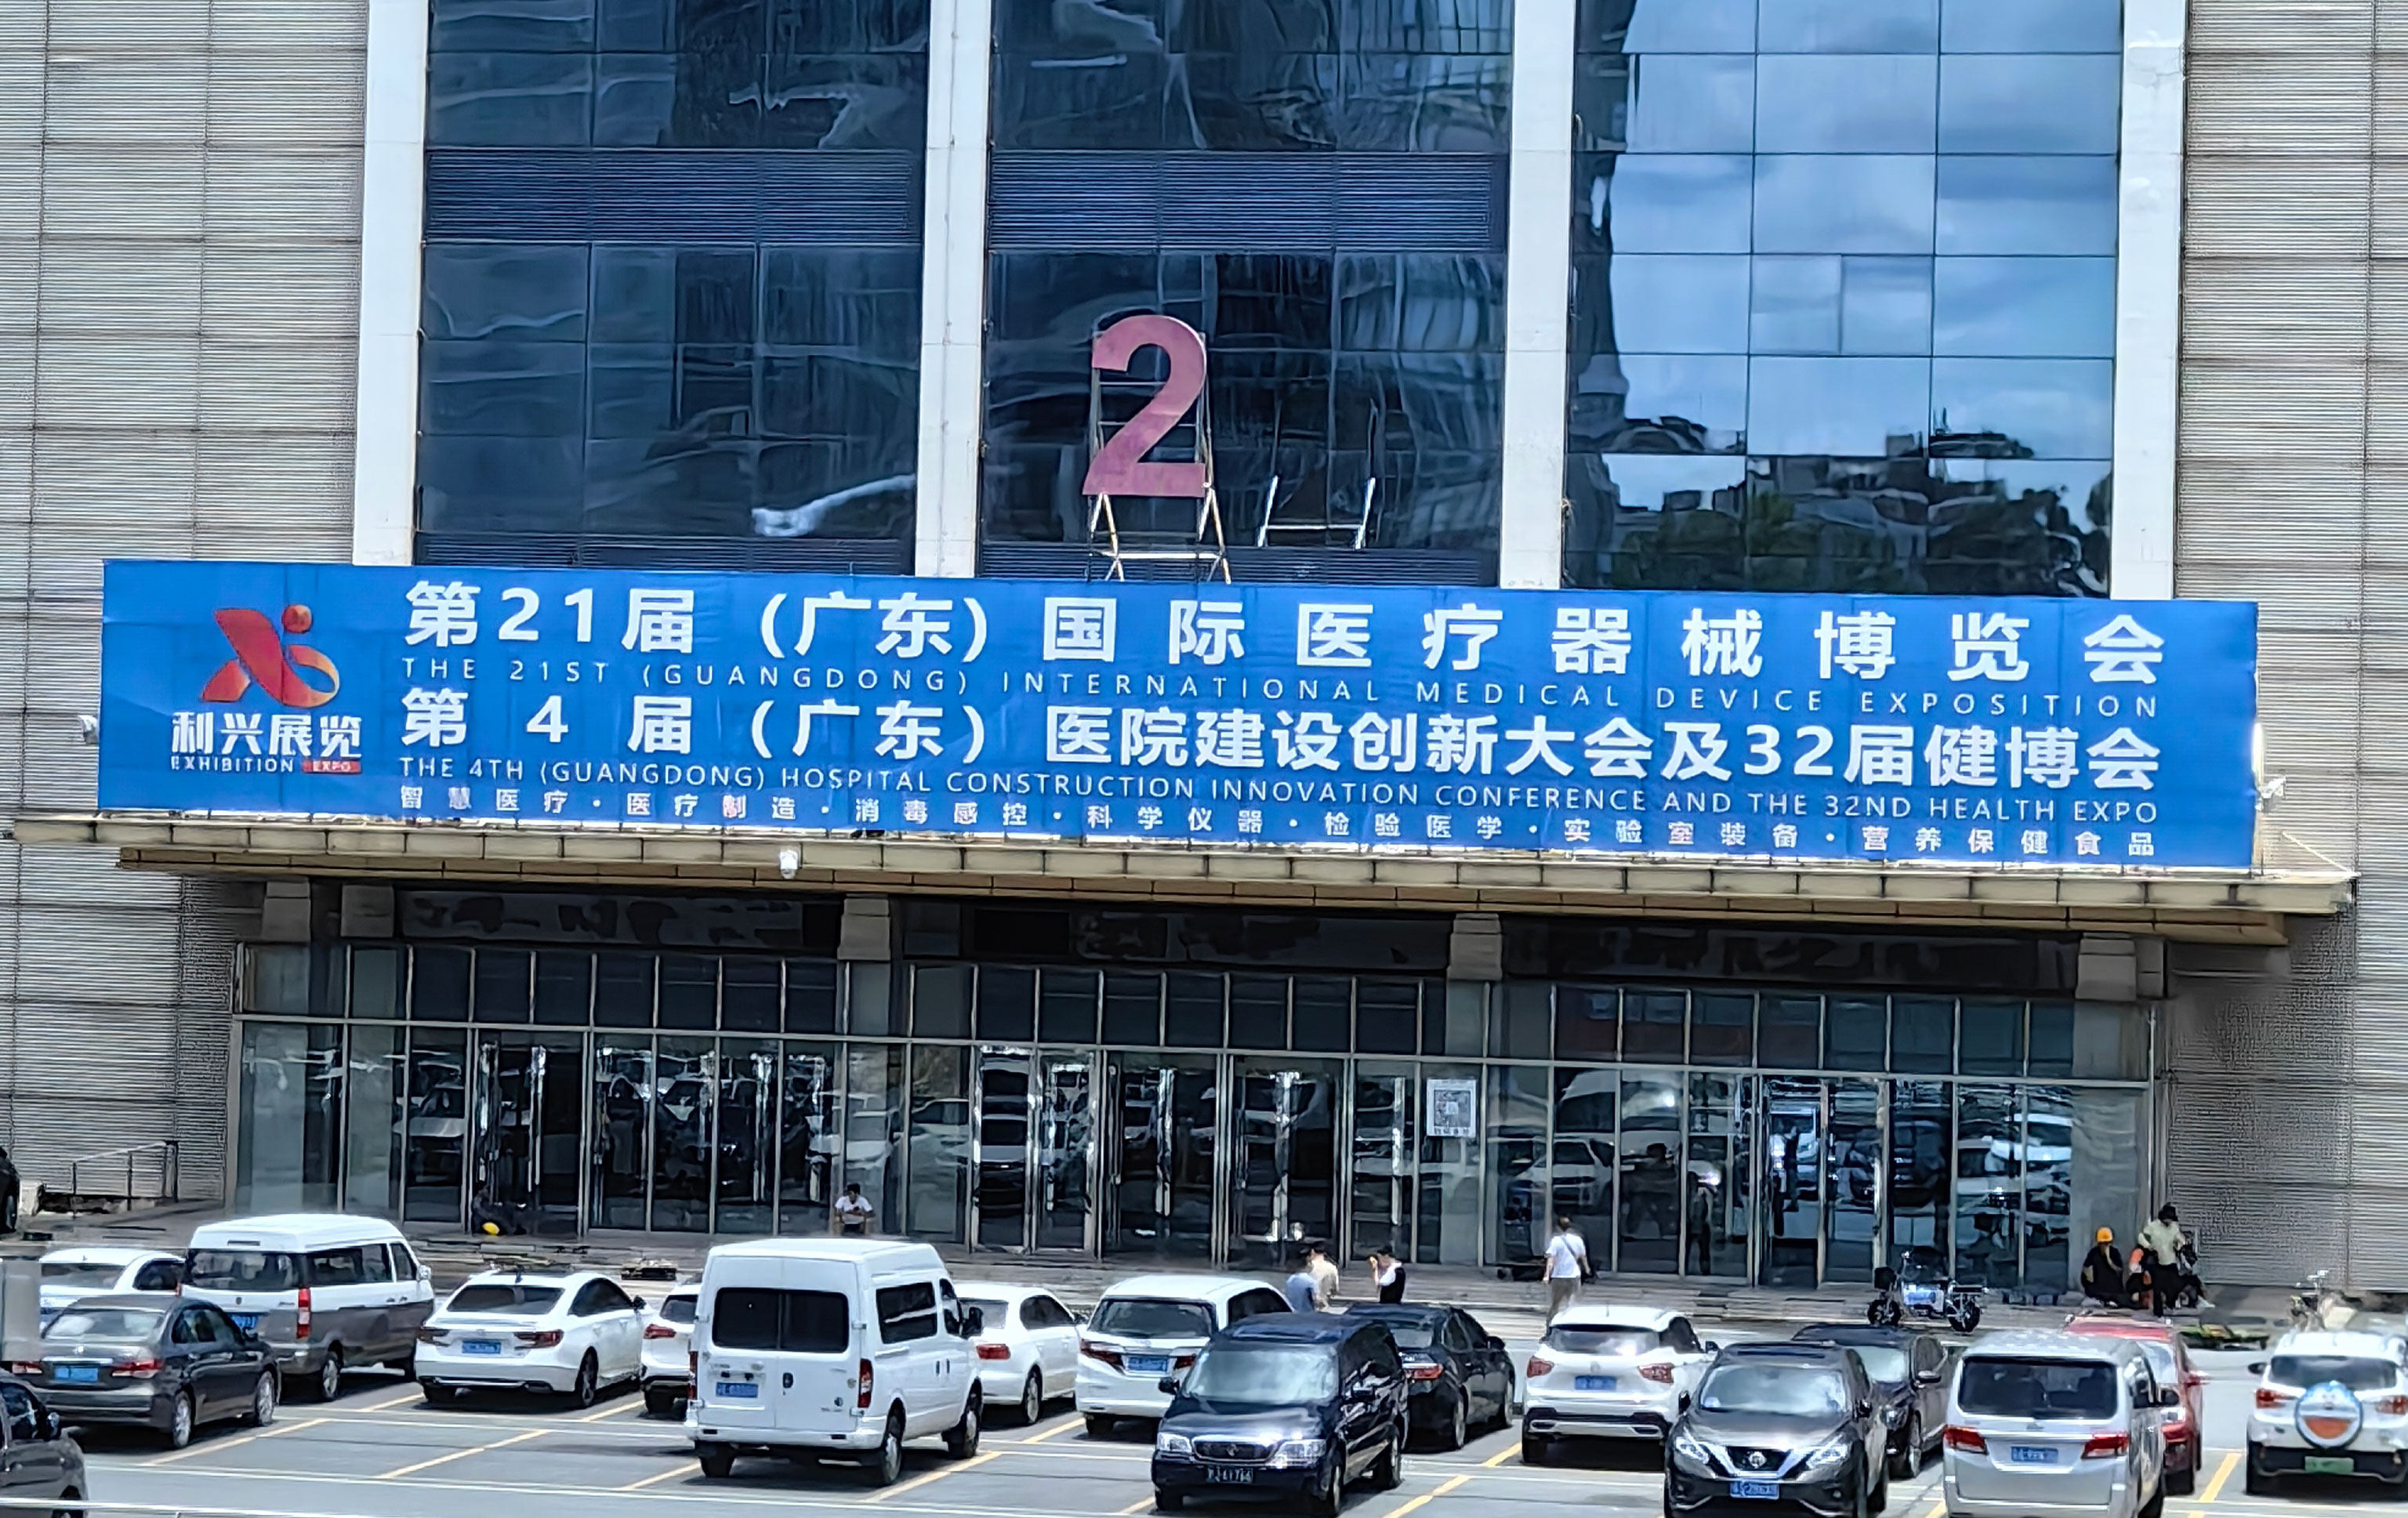 2
第21届（广东）国际医疗器械博览会
THE 21ST (GUANGDONG) INTERNATIONAL MEDICAL DEVICE EXPOSITION
第4届（广东）医院建设创新大会及32届健博会
THE 4TH (GUANGDONG) HOSPITAL CONSTRUCTION INNOVATION CONFERENCE AND THE 32ND HEALTH EXPO
智慧医疗·医疗制造·消毒感控·科学仪器·检验医学·实验室装备·营养保健食品
利兴展览
EXHIBITION EXPO